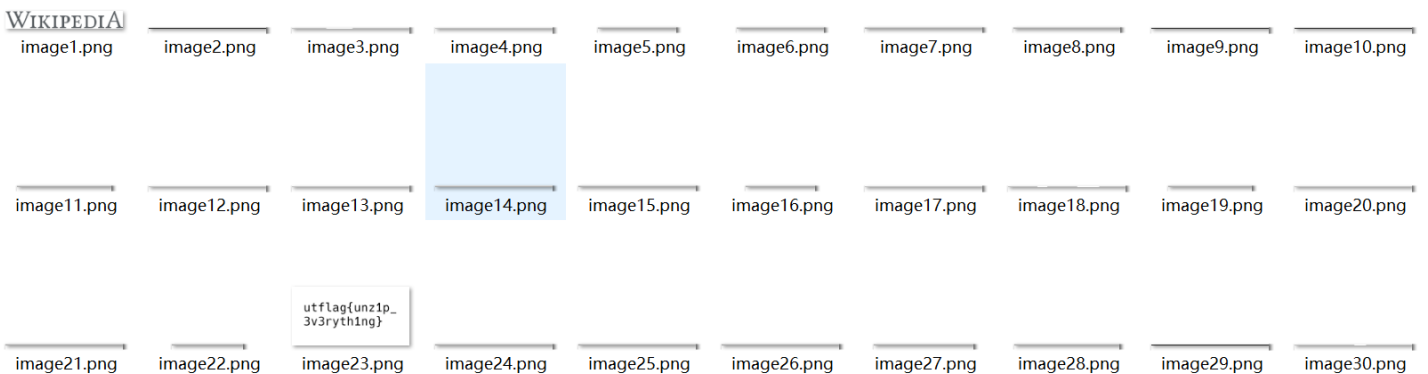 WIKIPEDIA
image1.png image2.png image3.png image4.png image5.png image6.png image7.png image8.png image9.png image10.png
image11.png image12.png image13.png image14.png image15.png image16.png image17.png image18.png image19.png image20.png
utflag{unz1p_
3v3ryth1ng}
image21.png image22.png image23.png image24.png image25.png image26.png image27.png image28.png image29.png image30.png